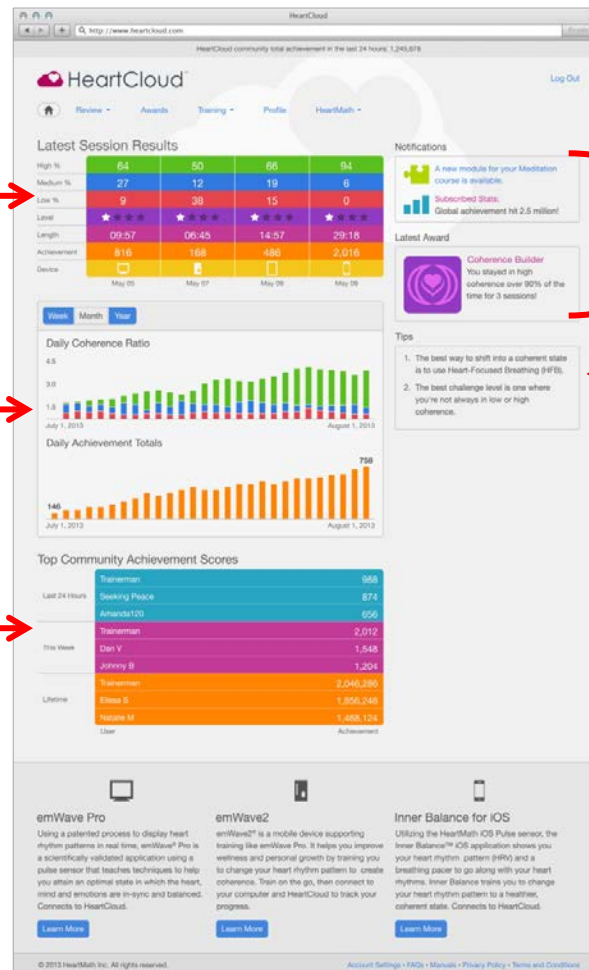 HeartCloud
http://www.heartcloud.com
HeartCloud community total achievement in the last 24 hours: 1,245,678
HeartCloud
Log Out
Review
Awards
Training
Profile
HeartMath
Latest Session Results
High % 64 50 66 94
Medium % 27 12 19 6
Low % 9 38 15 0
Level
Length 09:57 06:45 14:57 29:18
Achievement 816 168 486 2,016
Device
May 05 May 07 May 08 May 09
Notifications
A new module for your Meditation
course is available.
Subscribed Stats:
Global achievement hit 2.5 million!
Latest Award
Coherence Builder
You stayed in high
coherence over 90% of the
time for 3 sessions!
Tips
1. The best way to shift into a coherent state
is to use Heart-Focused Breathing (HFB).
2. The best challenge level is one where
you're not always in low or high
coherence.
Week Month Year
Daily Coherence Ratio
4.5
3.0
1.5
July 1, 2013 August 1, 2013
Daily Achievement Totals
758
146
July 1, 2013 August 1, 2013
Top Community Achievement Scores
Last 24 Hours
Trainerman 988
Seeking Peace 874
Amanda120 656
This Week
Trainerman 2,012
Dan V 1,548
Johnny B 1,204
Lifetime
Trainerman 2,046,286
Elissa B 1,856,246
Natalie M 1,468,124
User Achievement
emWave Pro
Using a patented process to display heart
rhythm patterns in real time, emWave® Pro is
a scientifically validated application using a
pulse sensor that teaches techniques to help
you attain an optimal state in which the heart,
mind and emotions are in-sync and balanced.
Connects to HeartCloud.
Learn More
emWave2
emWave2® is a mobile device supporting
training like emWave Pro. It helps you improve
wellness and personal growth by training you
to change your heart rhythm pattern to create
coherence. Train on the go, then connect to
your computer and HeartCloud to track your
progress.
Learn More
Inner Balance for iOS
Utilizing the HeartMath iOS Pulse sensor, the
Inner Balance™ iOS application shows you
your heart rhythm pattern (HRV) and a
breathing pacer to go along with your heart
rhythms. Inner Balance trains you to change
your heart rhythm pattern to a healthier,
coherent state. Connects to HeartCloud.
Learn More
© 2013 HeartMath Inc. All rights reserved.
Account Settings • FAQs • Manuals • Privacy Policy • Terms and Conditions